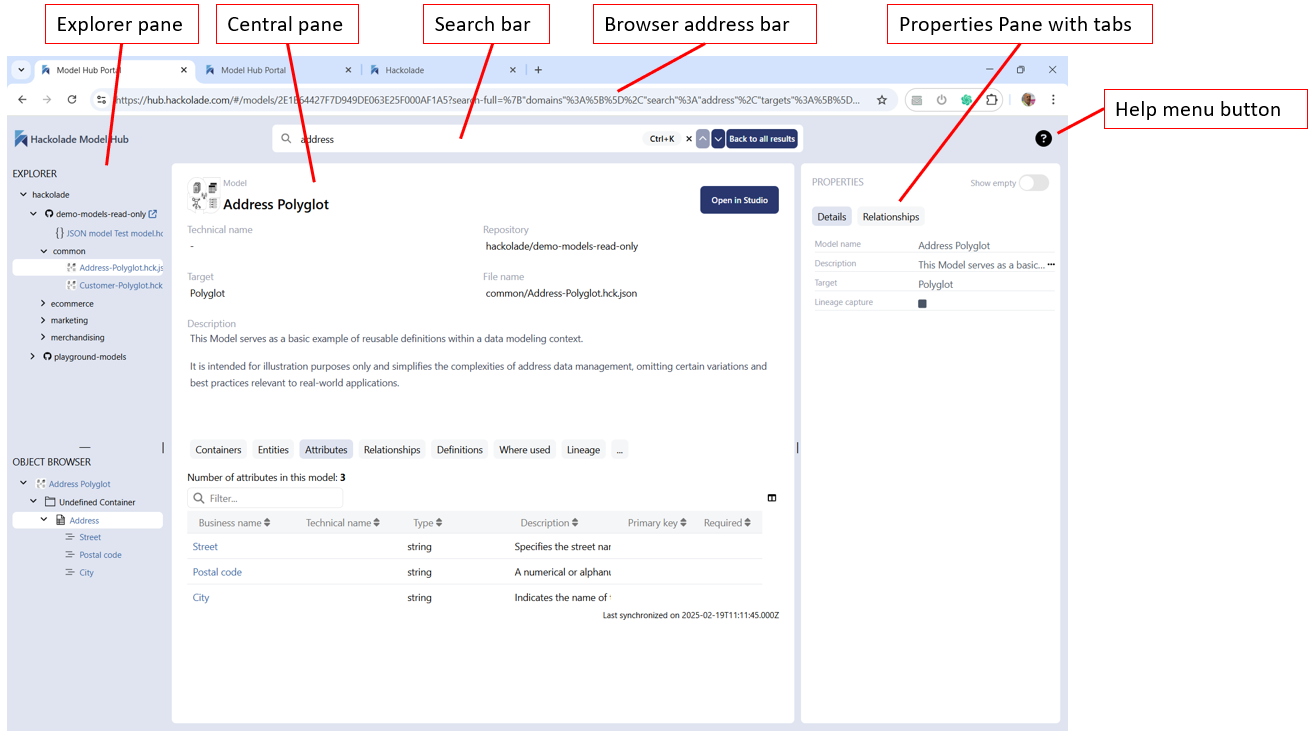 Explorer pane
Central pane
Search bar
Browser address bar
Properties Pane with tabs
Help menu button
Model Hub Portal
Model Hub Portal
Hackolade
https://hub.hackolade.com/#/models/2E1B54427F7D949DE063E25F000AF1A5?search-full=%7B"domains"%3A%5B%5D%2C"search"%3A"address"%2C"targets"%3A%5B%5D...
Hackolade Model Hub
address
Ctrl+K
Back to all results
?
EXPLORER
hackolade
demo-models-read-only
{} JSON model Test model.hc
common
Address-Polyglot.hck.js
Customer-Polyglot.hck
ecommerce
marketing
merchandising
playground-models
OBJECT BROWSER
Address Polyglot
Undefined Container
Address
Street
Postal code
City
Model
Address Polyglot
Open in Studio
Technical name
-
Repository
hackolade/demo-models-read-only
Target
Polyglot
File name
common/Address-Polyglot.hck.json
Description
This Model serves as a basic example of reusable definitions within a data modeling context.
It is intended for illustration purposes only and simplifies the complexities of address data management, omitting certain variations and
best practices relevant to real-world applications.
Containers Entities Attributes Relationships Definitions Where used Lineage ...
Number of attributes in this model: 3
Filter...
Business name Technical name Type Description Primary key Required
Street string Specifies the street nar
Postal code string A numerical or alphanu
City string Indicates the name of
Last synchronized on 2025-02-19T11:11:45.000Z
PROPERTIES
Show empty
Details Relationships
Model name Address Polyglot
Description This Model serves as a basic... •••
Target Polyglot
Lineage capture